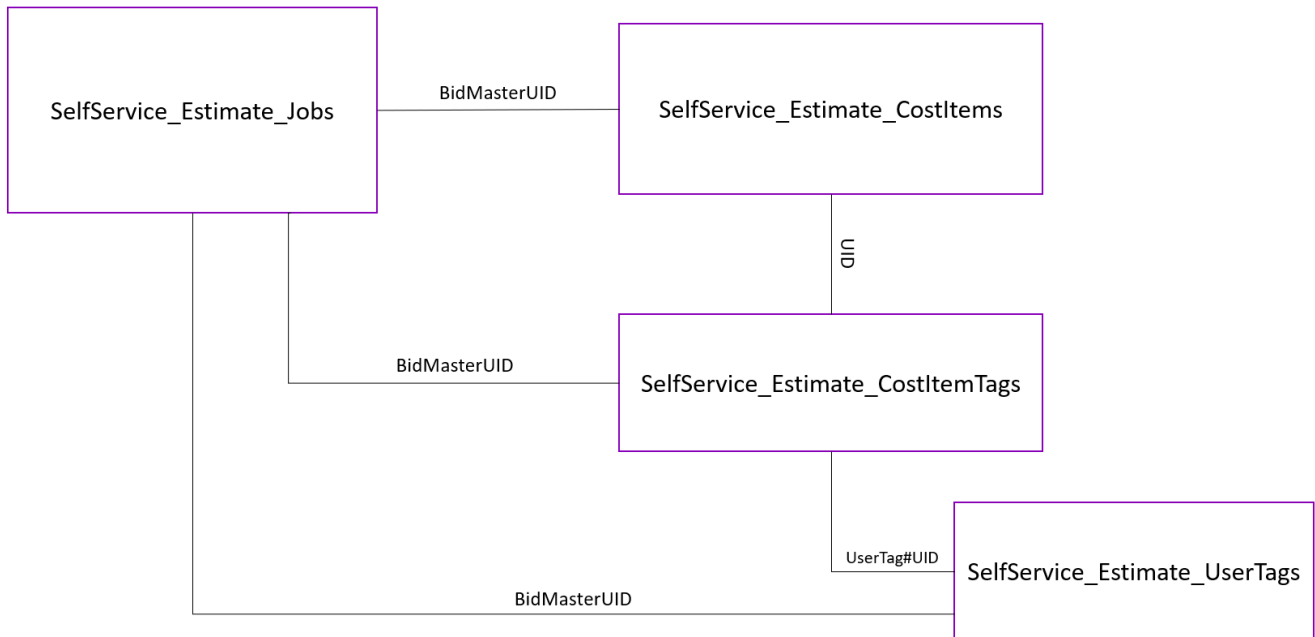 SelfService_Estimate_Jobs
BidMasterUID
SelfService_Estimate_CostItems
UID
BidMasterUID
SelfService_Estimate_CostItemTags
UserTag#UID
SelfService_Estimate_UserTags
BidMasterUID